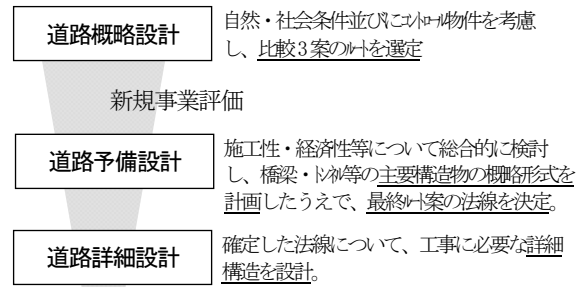 道路概略設計
自然・社会条件並びにｺﾝﾄﾛｰﾙ物件を考慮
し、比較3案のﾙｰﾄを選定
新規事業評価
道路予備設計
施工性・経済性等について総合的に検討
し、橋梁・ﾄﾝﾈﾙ等の主要構造物の概略形式を
計画したうえで、最終ﾙｰﾄ案の法線を決定。
道路詳細設計
確定した法線について、工事に必要な詳細
構造を設計。